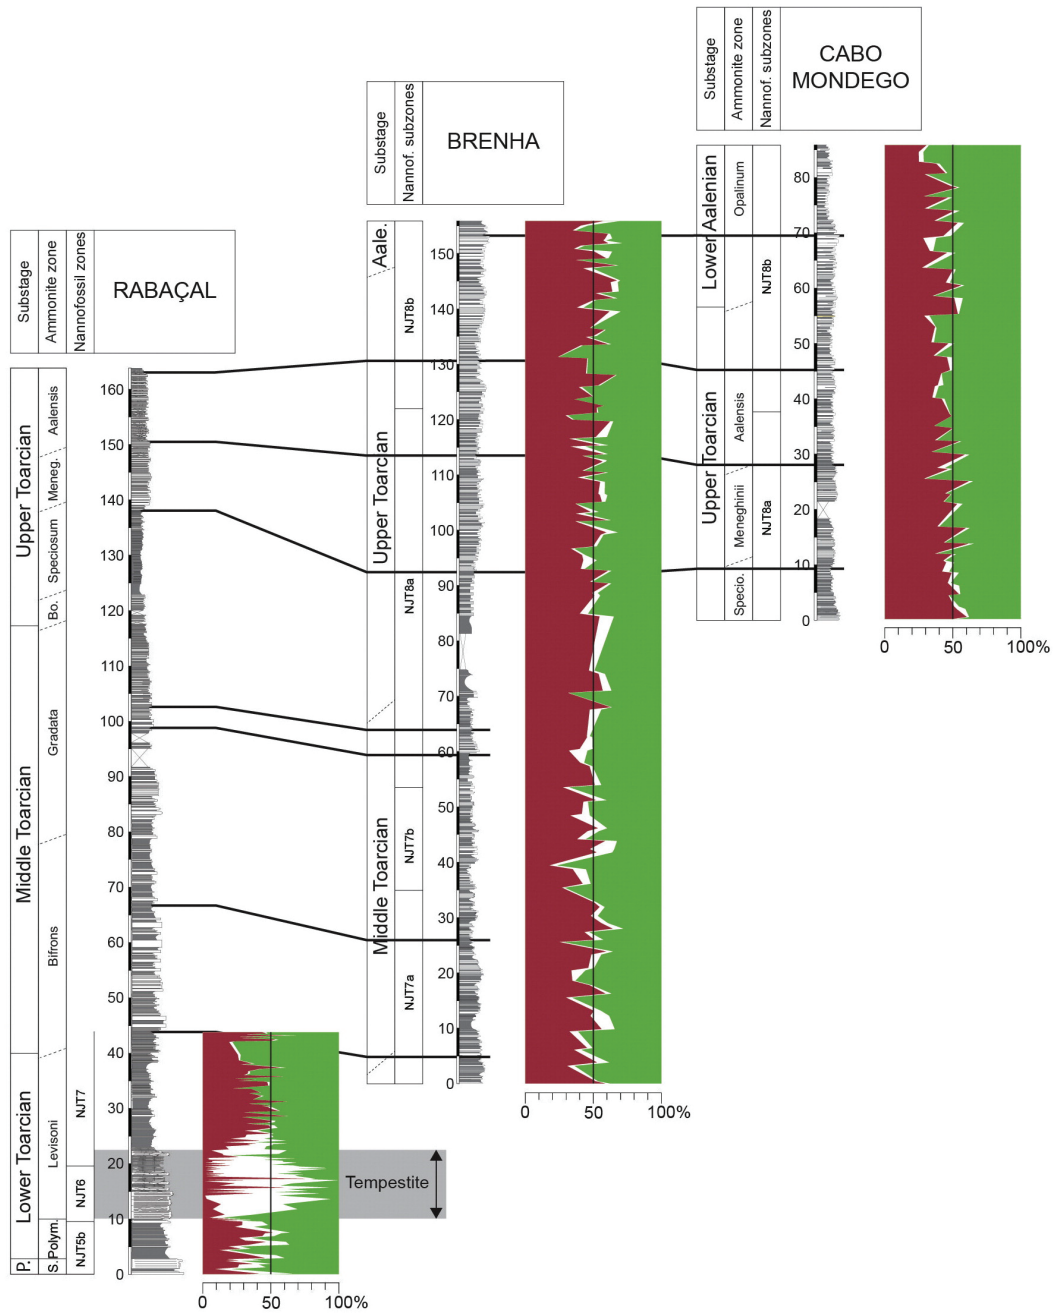 Substage
Ammonite zone
Nannof. subzones
CABO
MONDEGO
Lower Aalenian
Upper Toarcian
Opalinum
Aalensis
Meneghinii
Specio.
NJT8b
NJT8a
80
70
60
50
40
30
20
10
0
0 50 100%
Substage
Nannof. subzones
BRENHA
Aale.
Upper Toarcian
Middle Toarcian
NJT8b
NJT8a
NJT7b
NJT7a
150
140
130
120
110
100
90
80
70
60
50
40
30
20
10
0
0 50 100%
Substage
Ammonite zone
Nannofossil zones
RABAÇAL
Upper Toarcian
Middle Toarcian
Lower Toarcian
P.
Aalensis
Meneg.
Speciosum
Bo.
Gradata
Bifrons
Levisoni
S.Polym.
NJT7
NJT6
NJT5b
160
150
140
130
120
110
100
90
80
70
60
50
40
30
20
10
0
Tempestite
0 50 100%